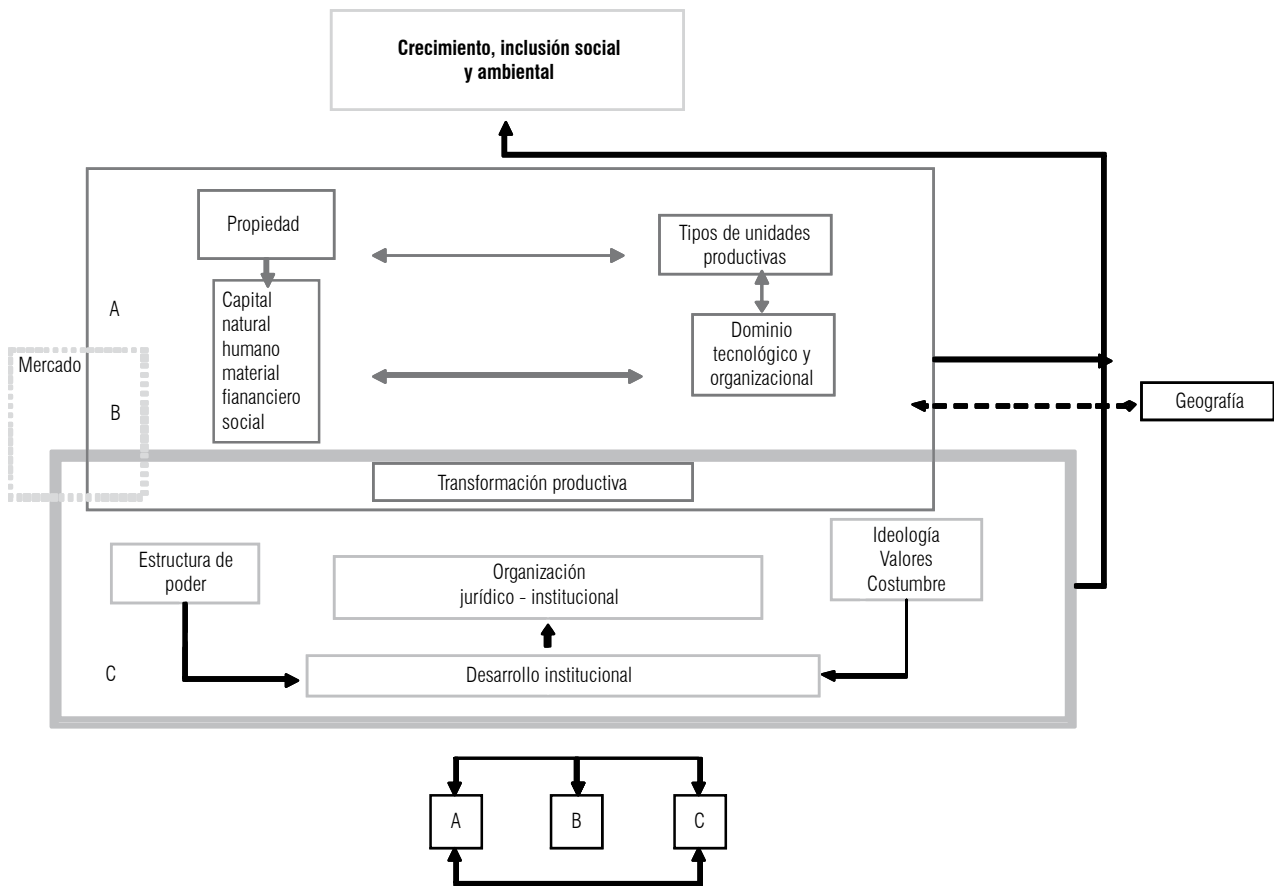 Crecimiento, inclusión social
y ambiental
Propiedad
Tipos de unidades
productivas
A
Capital
natural
humano
material
fiananciero
social
Dominio
tecnológico y
organizacional
Mercado
B
Geografía
Transformación productiva
Estructura de
poder
Organización
jurídico - institucional
Ideología
Valores
Costumbre
C
Desarrollo institucional
A
B
C